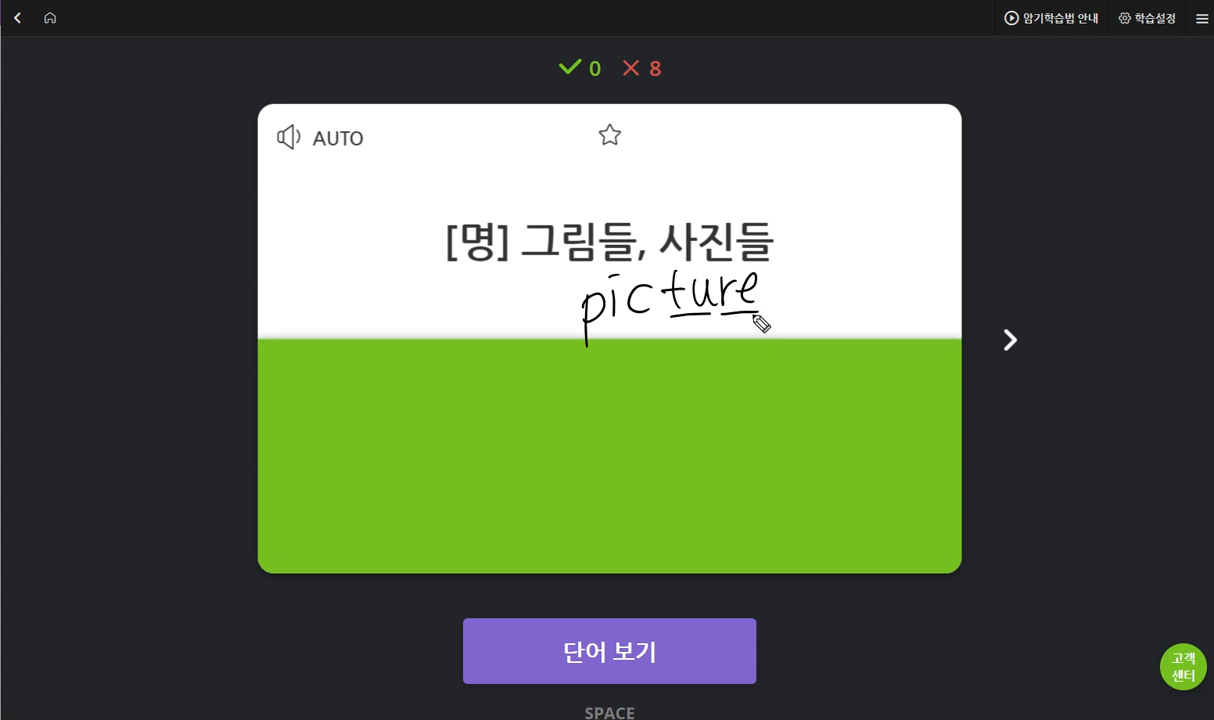 암기학습법 안내 학습설정
0 8
AUTO
[명] 그림들, 사진들
picture
단어 보기
SPACE
고객
센터